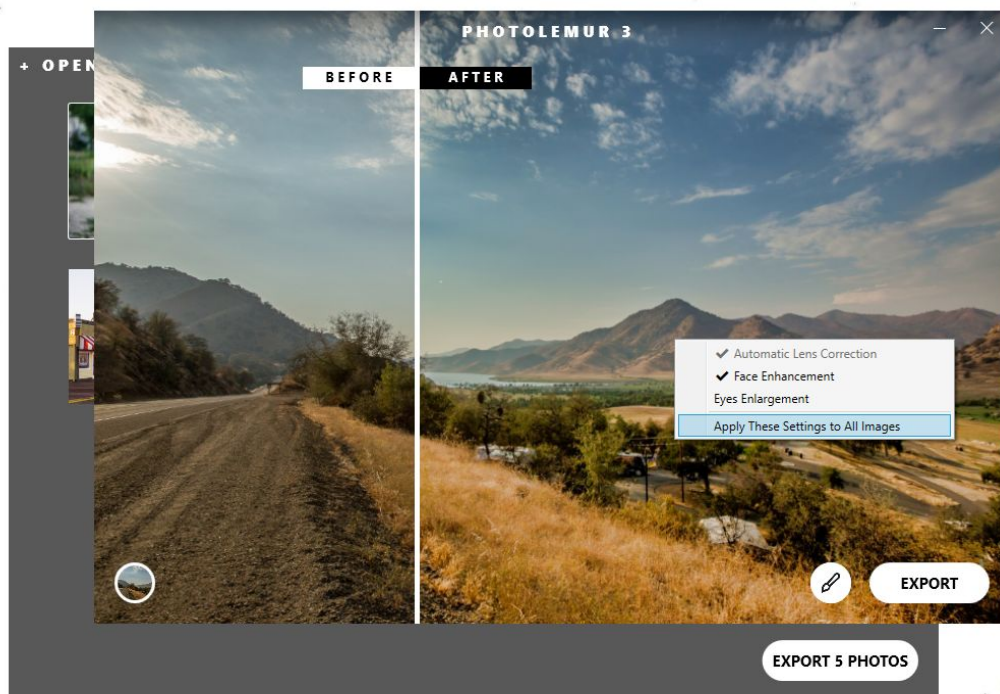 PHOTOLEMUR 3
+ OPEN
BEFORE
AFTER
Automatic Lens Correction
Face Enhancement
Eyes Enlargement
Apply These Settings to All Images
EXPORT
EXPORT 5 PHOTOS